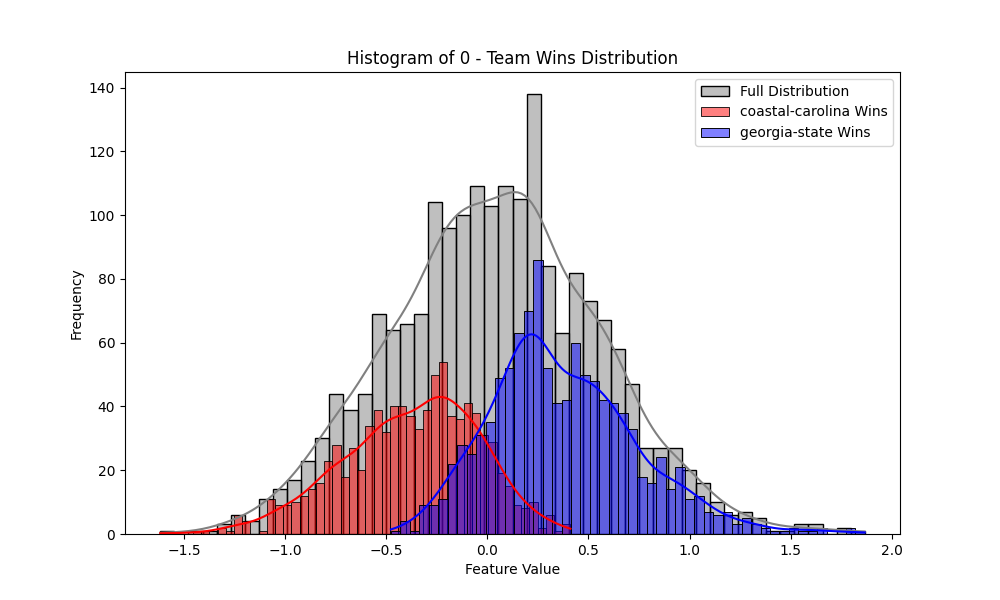 Histogram of 0 - Team Wins Distribution
Full Distribution
coastal-carolina Wins
georgia-state Wins
Frequency
140
120
100
80
60
40
20
0
−1.5 −1.0 −0.5 0.0 0.5 1.0 1.5 2.0
Feature Value